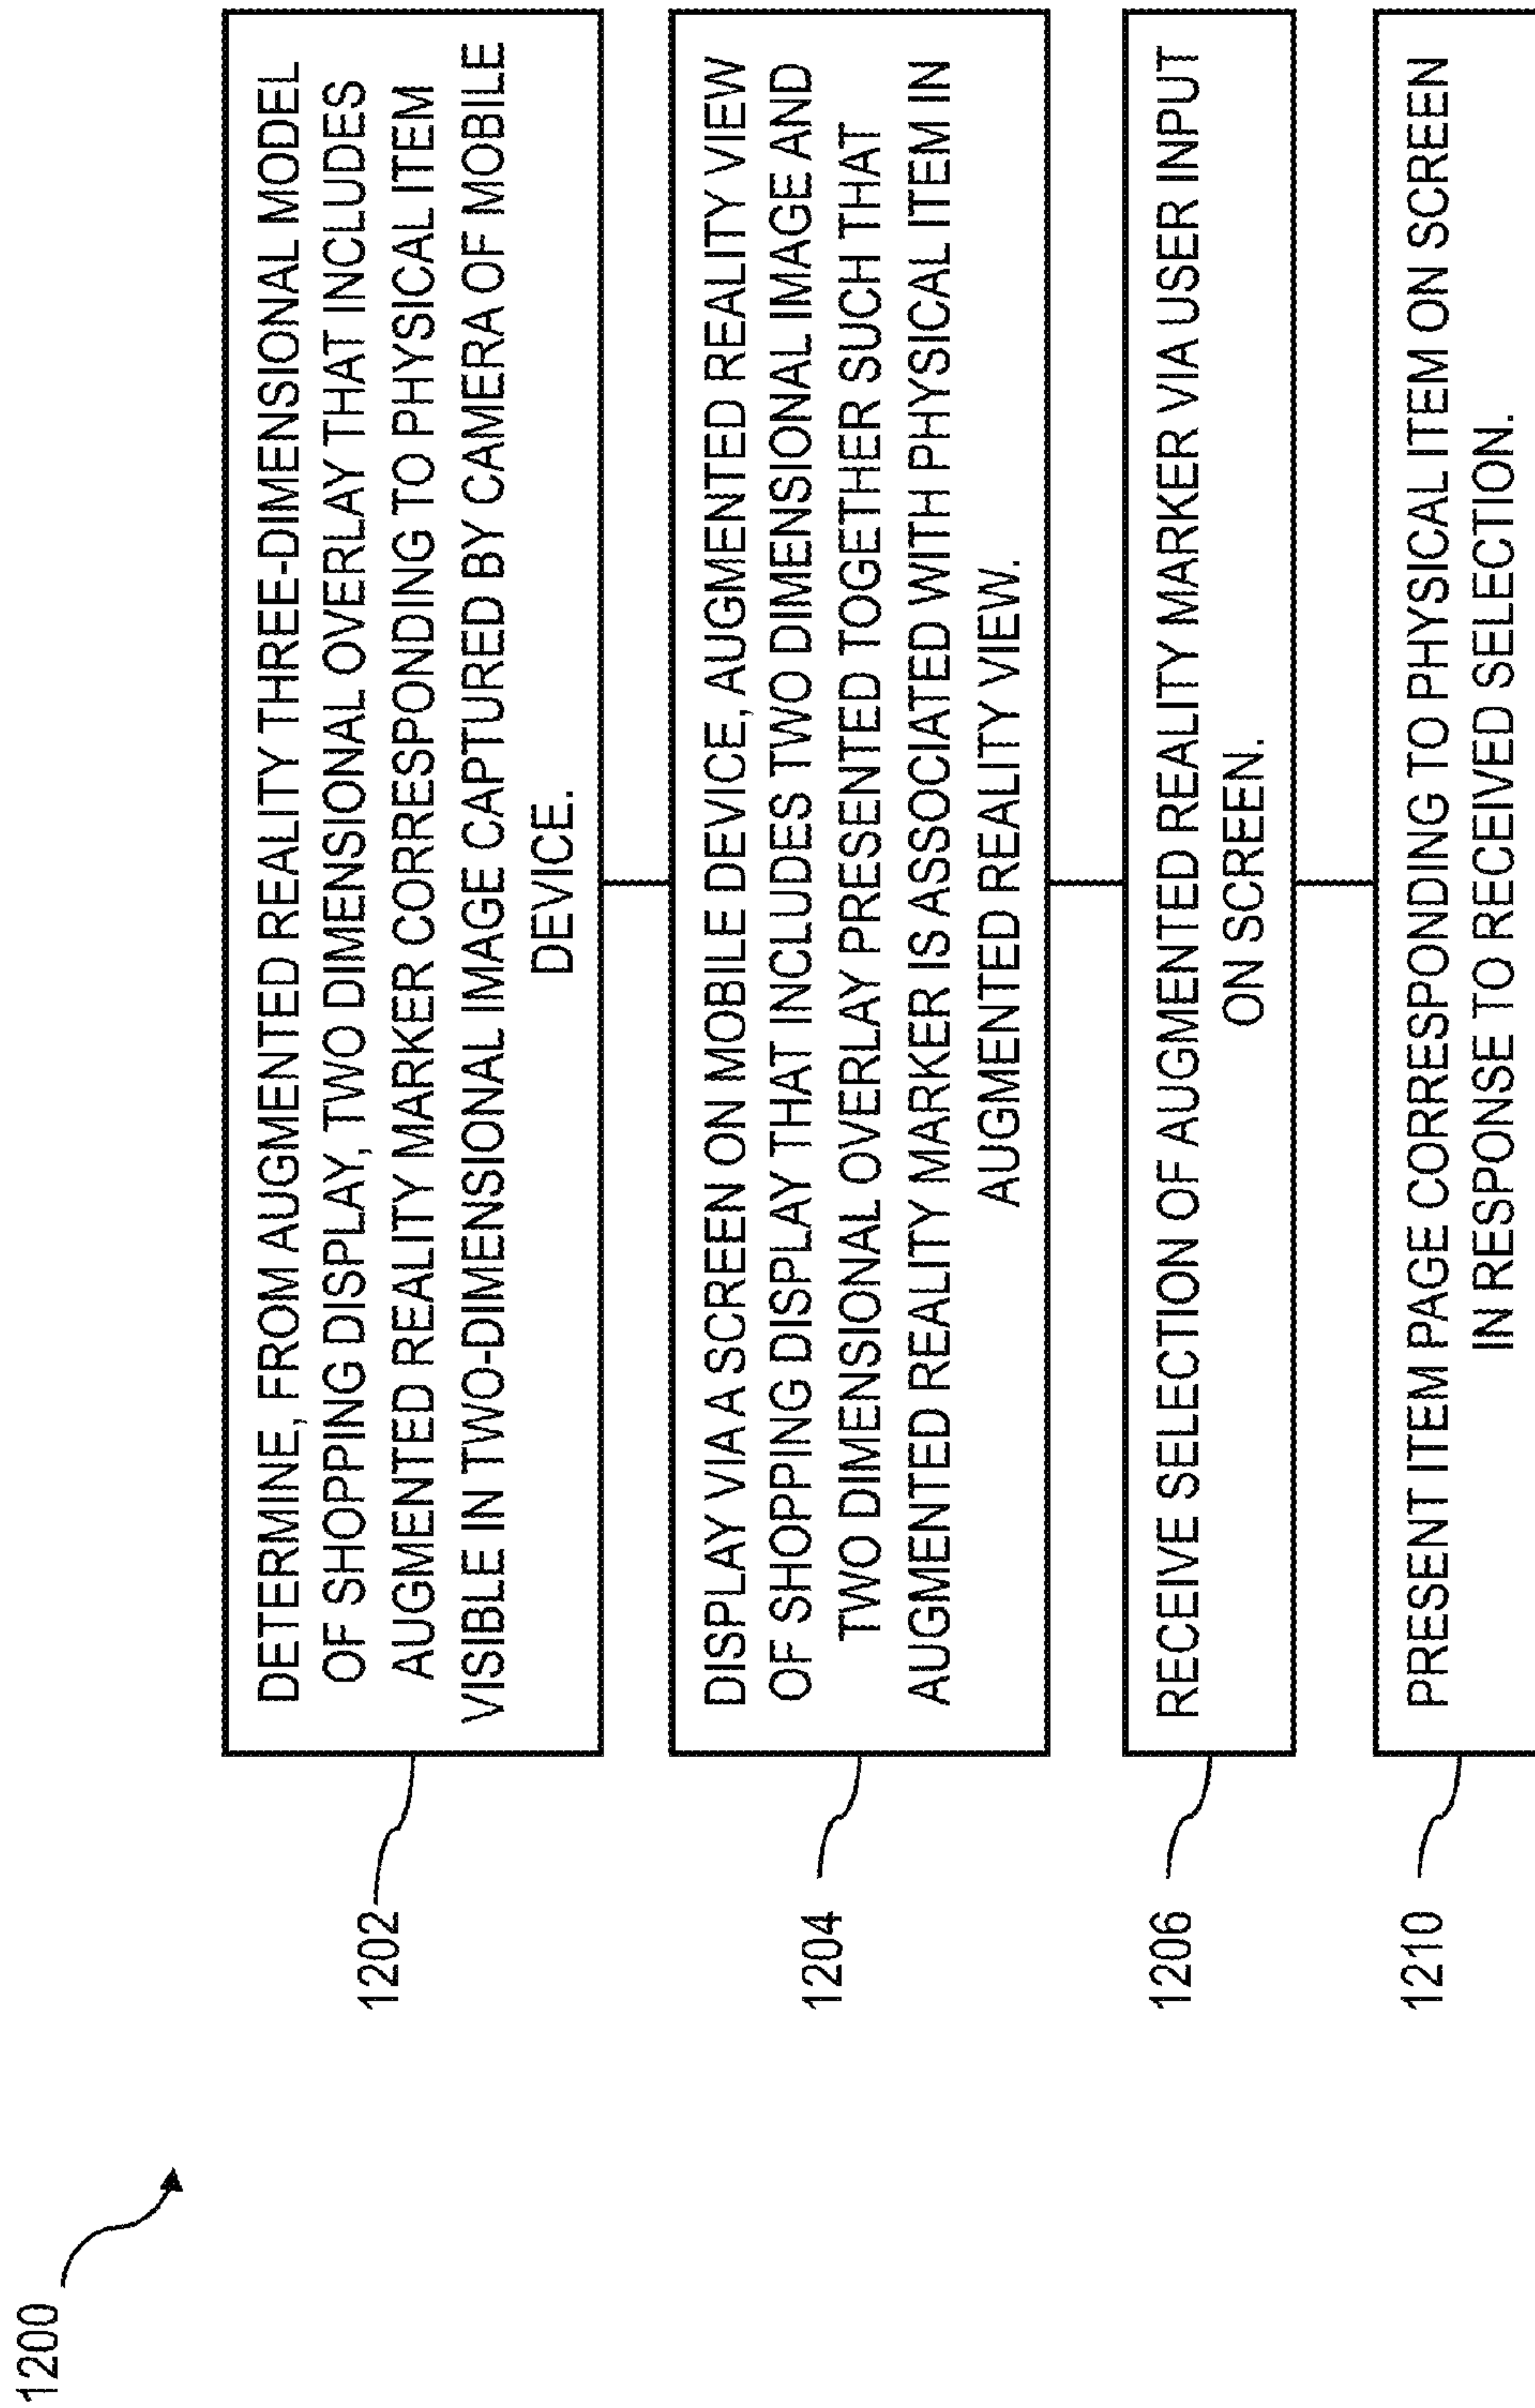 1200
1202
DETERMINE, FROM AUGMENTED REALITY THREE-DIMENSIONAL MODEL
OF SHOPPING DISPLAY, TWO DIMENSIONAL OVERLAY THAT INCLUDES
AUGMENTED REALITY MARKER CORRESPONDING TO PHYSICAL ITEM
VISIBLE IN TWO-DIMENSIONAL IMAGE CAPTURED BY CAMERA OF MOBILE
DEVICE.
1204
DISPLAY VIA A SCREEN ON MOBILE DEVICE, AUGMENTED REALITY VIEW
OF SHOPPING DISPLAY THAT INCLUDES TWO DIMENSIONAL IMAGE AND
TWO DIMENSIONAL OVERLAY PRESENTED TOGETHER SUCH THAT
AUGMENTED REALITY MARKER IS ASSOCIATED WITH PHYSICAL ITEM IN
AUGMENTED REALITY VIEW.
1206
RECEIVE SELECTION OF AUGMENTED REALITY MARKER VIA USER INPUT
ON SCREEN.
1210
PRESENT ITEM PAGE CORRESPONDING TO PHYSICAL ITEM ON SCREEN
IN RESPONSE TO RECEIVED SELECTION.